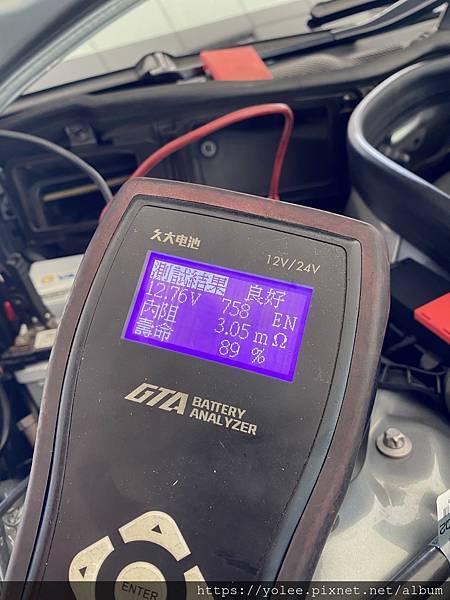 久大电池
12V/24V
測試結果 良好
12.76V 758 EN
內阻 3.05 mΩ
壽命 89 %
GTA BATTERY
ANALYZER
ENTER
https://yolee.pixnet.net/album